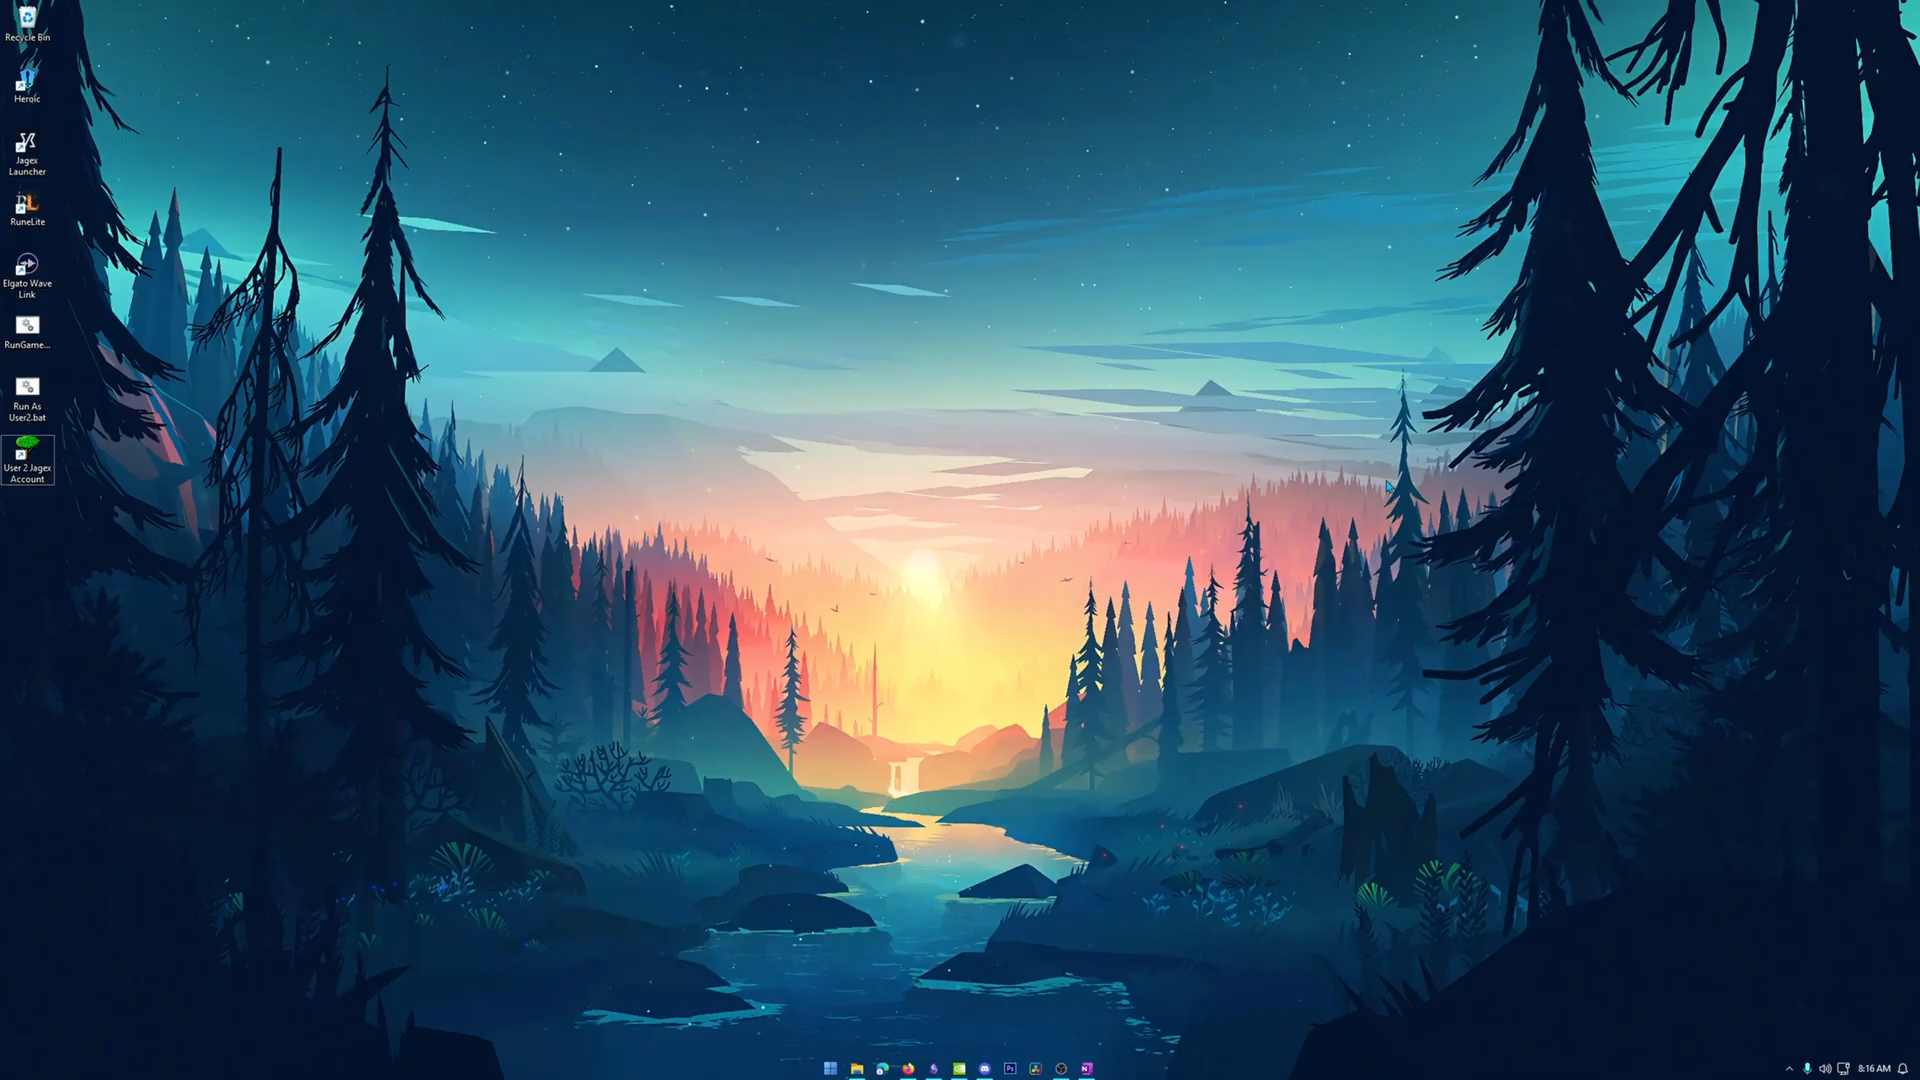 Recycle Bin
Heroic
Jagex
Launcher
RuneLite
Elgato Wave
Link
RunGame...
Run As
User2.bat
User 2 Jagex
Account
Ps
N
8:16 AM